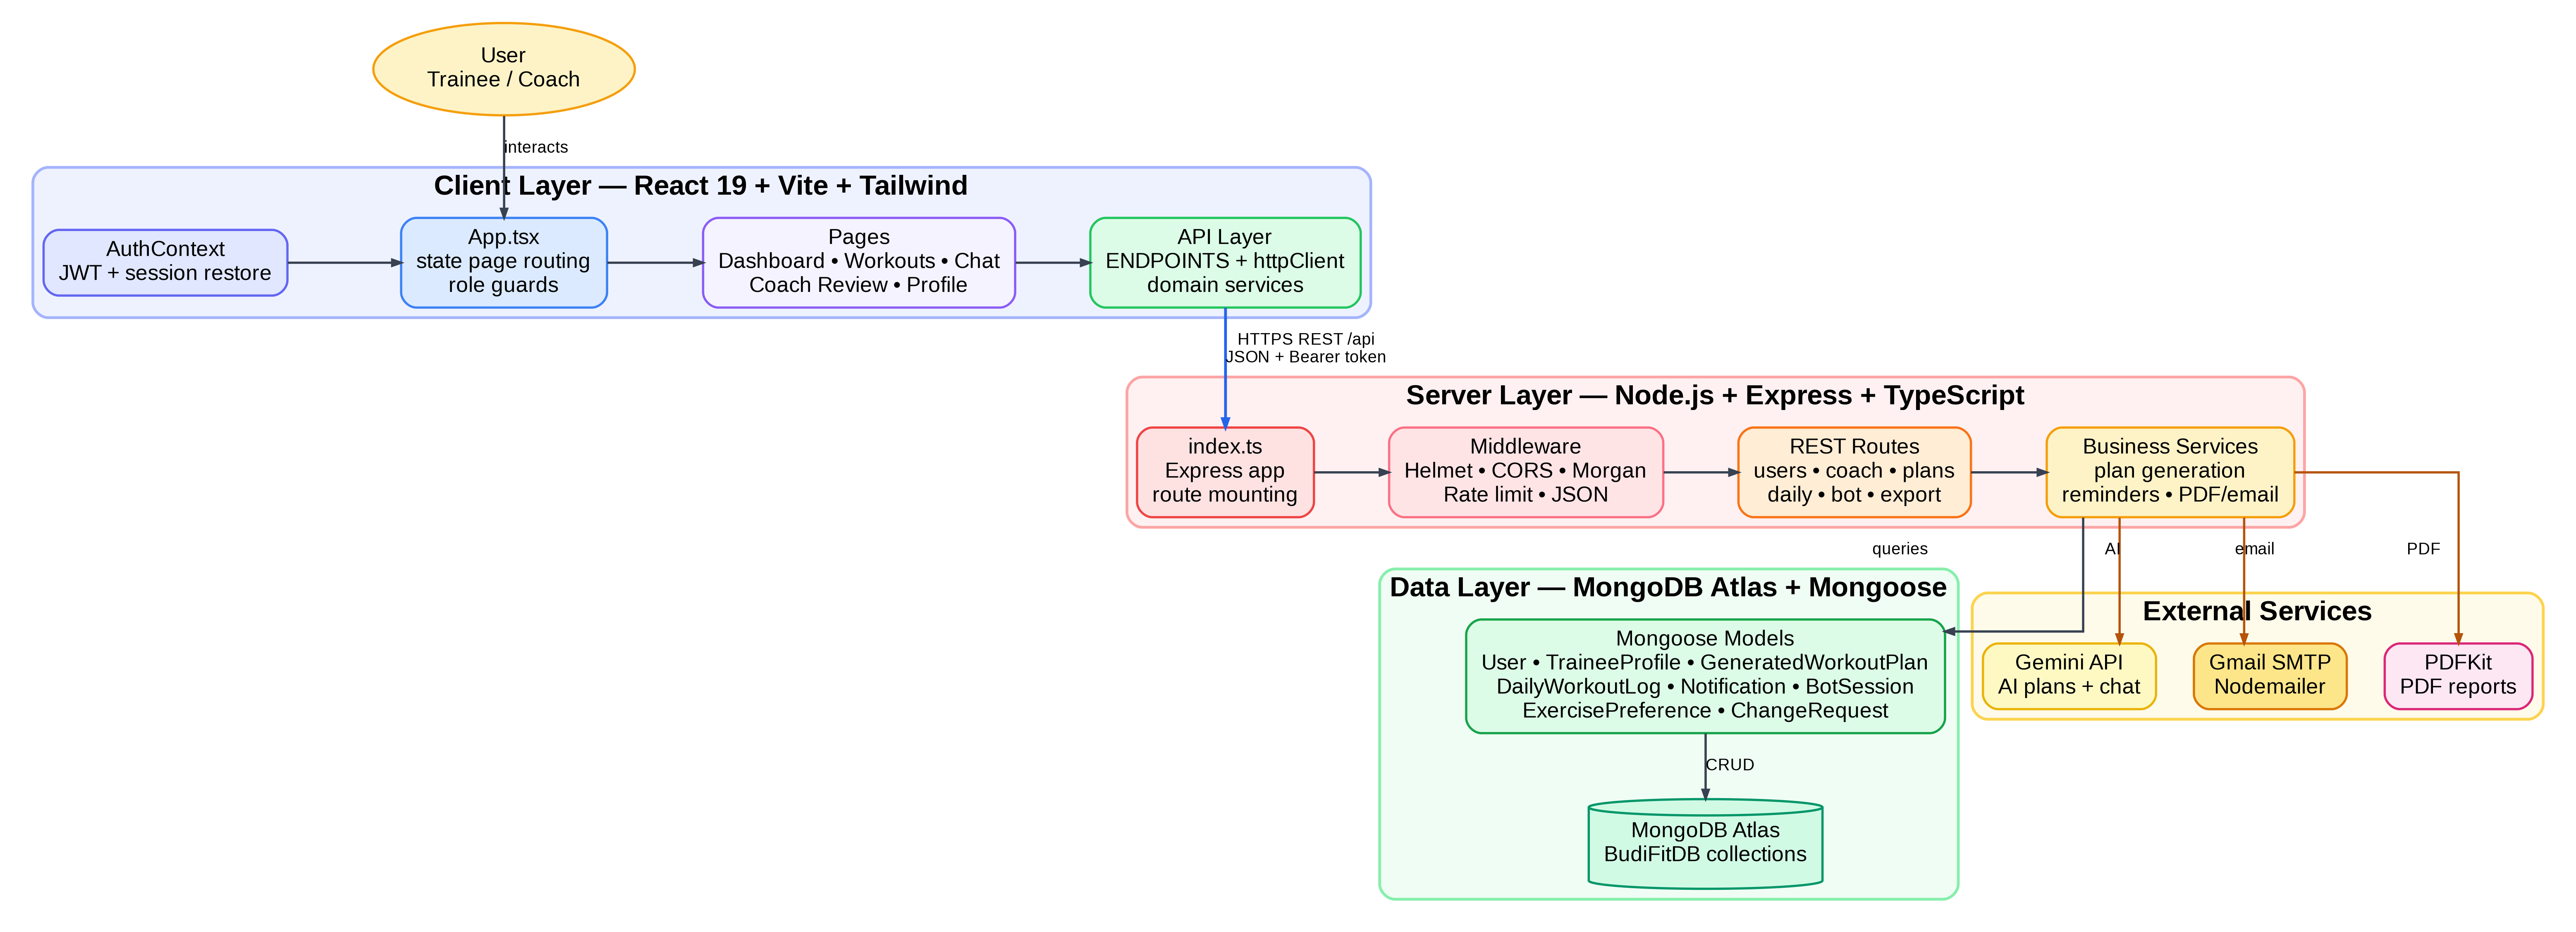 User
Trainee / Coach
interacts
Client Layer — React 19 + Vite + Tailwind
AuthContext
JWT + session restore
App.tsx
state page routing
role guards
Pages
Dashboard • Workouts • Chat
Coach Review • Profile
API Layer
ENDPOINTS + httpClient
domain services
HTTPS REST /api
JSON + Bearer token
Server Layer — Node.js + Express + TypeScript
index.ts
Express app
route mounting
Middleware
Helmet • CORS • Morgan
Rate limit • JSON
REST Routes
users • coach • plans
daily • bot • export
Business Services
plan generation
reminders • PDF/email
queries
AI
email
PDF
Data Layer — MongoDB Atlas + Mongoose
Mongoose Models
User • TraineeProfile • GeneratedWorkoutPlan
DailyWorkoutLog • Notification • BotSession
ExercisePreference • ChangeRequest
CRUD
MongoDB Atlas
BudiFitDB collections
External Services
Gemini API
AI plans + chat
Gmail SMTP
Nodemailer
PDFKit
PDF reports